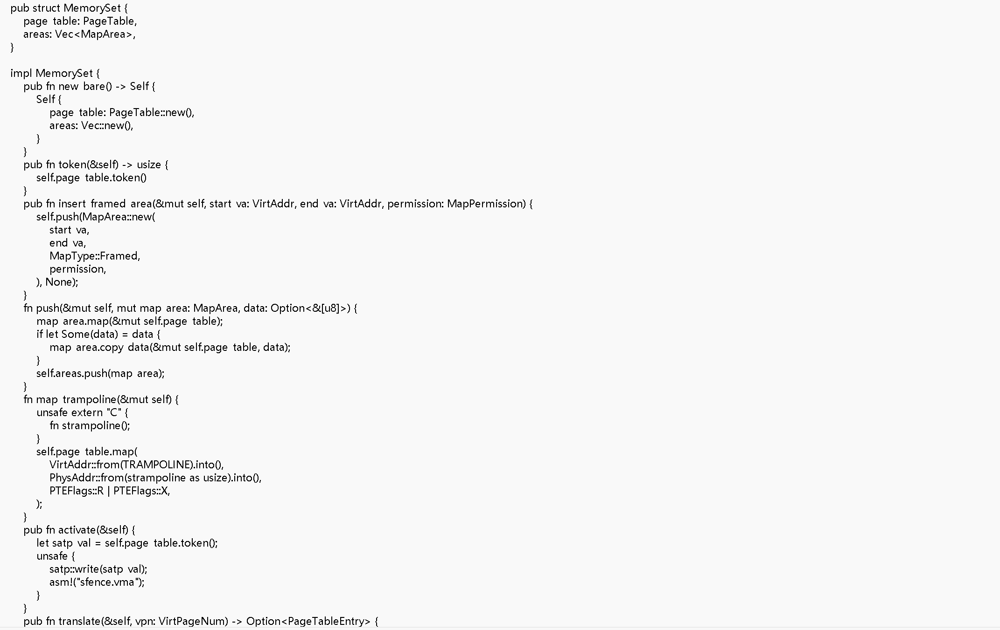 pub struct MemorySet {
page table: PageTable,
areas: Vec<MapArea>,
}
impl MemorySet {
pub fn new bare() -> Self {
Self {
page table: PageTable::new(),
areas: Vec::new(),
}
}
pub fn token(&self) -> usize {
self.page table.token()
}
pub fn insert framed area(&mut self, start va: VirtAddr, end va: VirtAddr, permission: MapPermission) {
self.push(MapArea::new(
start va,
end va,
MapType::Framed,
permission,
), None);
}
fn push(&mut self, mut map area: MapArea, data: Option<&[u8]>) {
map area.map(&mut self.page table);
if let Some(data) = data {
map area.copy data(&mut self.page table, data);
}
self.areas.push(map area);
}
fn map trampoline(&mut self) {
unsafe extern "C" {
fn strampoline();
}
self.page table.map(
VirtAddr::from(TRAMPOLINE).into(),
PhysAddr::from(strampoline as usize).into(),
PTEFlags::R | PTEFlags::X,
);
}
pub fn activate(&self) {
let satp val = self.page table.token();
unsafe {
satp::write(satp val);
asm!("sfence.vma");
}
}
pub fn translate(&self, vpn: VirtPageNum) -> Option<PageTableEntry> {